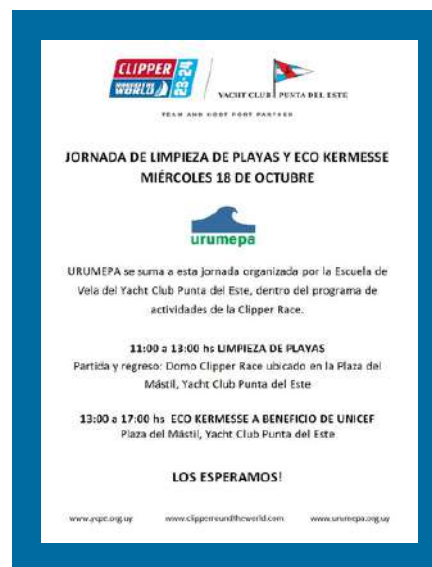 CLIPPER
ROUND THE WORLD 23-24
YACHT CLUB PUNTA DEL ESTE
TEAM AND HOST PORT PARTNER
JORNADA DE LIMPIEZA DE PLAYAS Y ECO KERMESSE
MIÉRCOLES 18 DE OCTUBRE
urumepa
URUMEPA se suma a esta jornada organizada por la Escuela de
Vela del Yacht Club Punta del Este, dentro del programa de
actividades de la Clipper Race.
11:00 a 13:00 hs LIMPIEZA DE PLAYAS
Partida y regreso: Domo Clipper Race ubicado en la Plaza del
Mástil, Yacht Club Punta del Este
13:00 a 17:00 hs ECO KERMESSE A BENEFICIO DE UNICEF
Plaza del Mástil, Yacht Club Punta del Este
LOS ESPERAMOS!
www.ycpe.org.uy www.clipperroundtheworld.com www.urumepa.org.uy